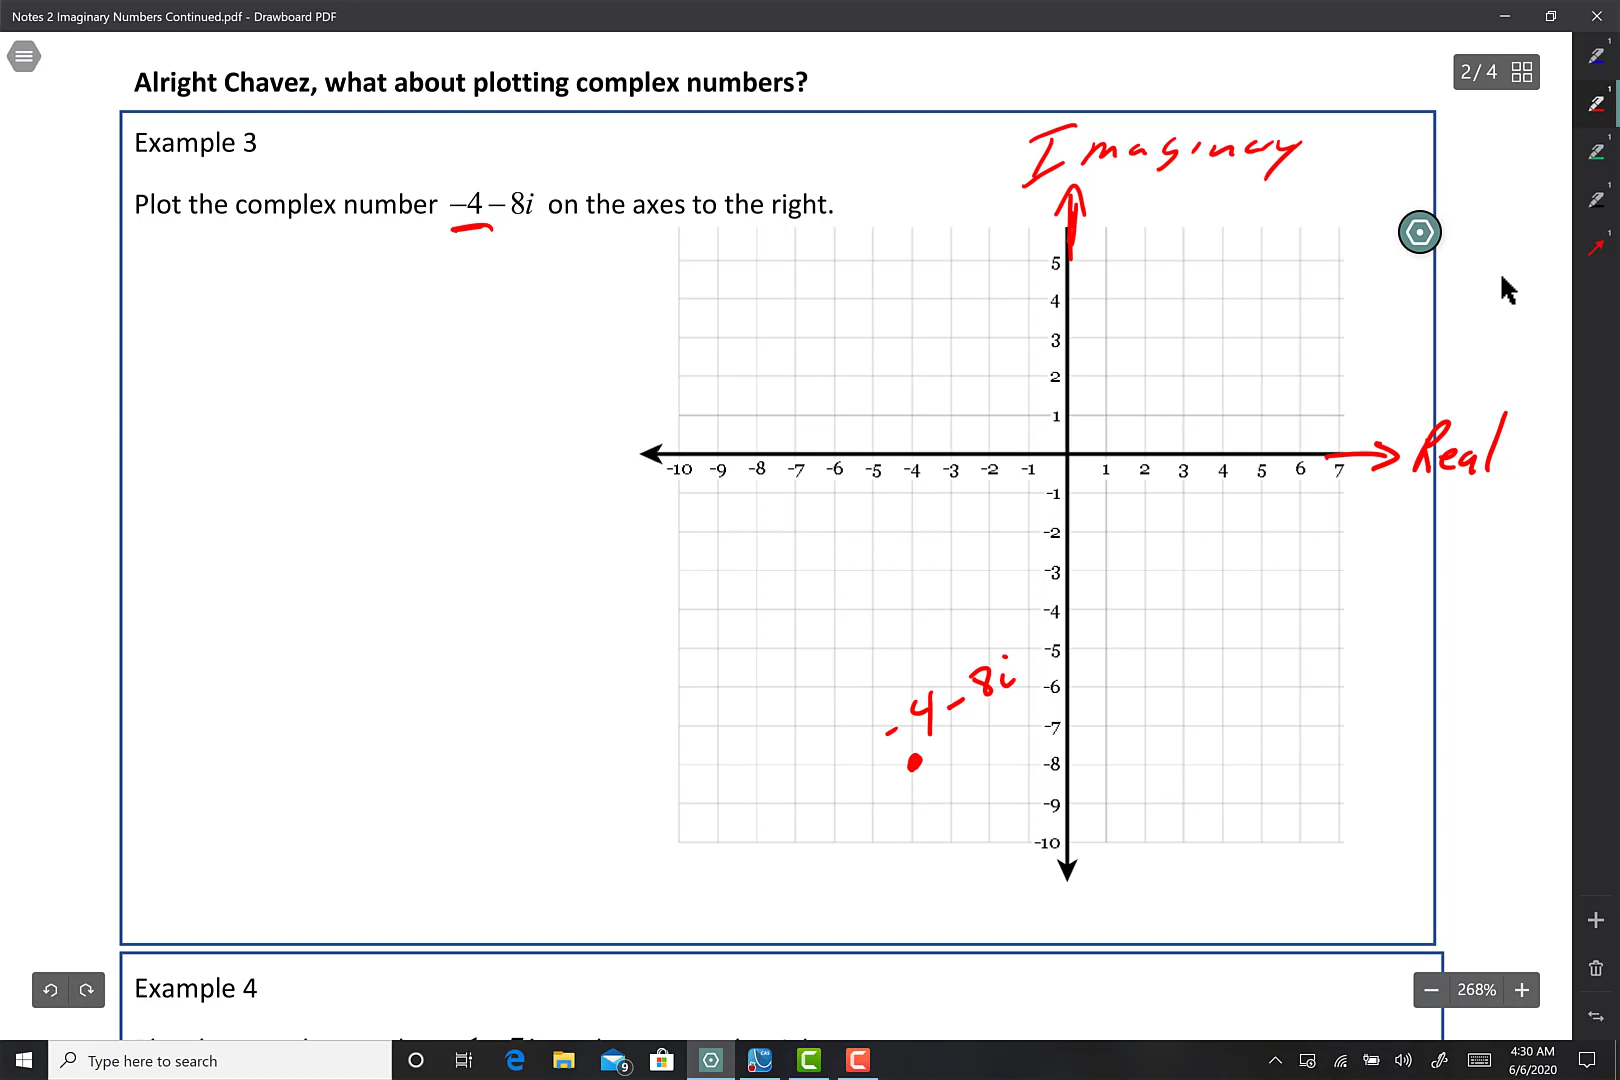 Notes 2 Imaginary Numbers Continued.pdf - Drawboard PDF
Alright Chavez, what about plotting complex numbers?
2 / 4
Example 3
Imaginary
Plot the complex number −4 − 8i on the axes to the right.
5
4
3
2
1
Real
-10 -9 -8 -7 -6 -5 -4 -3 -2 -1 1 2 3 4 5 6 7
-1
-2
-3
-4
-5
-6
-4 - 8i
-7
-8
-9
-10
Example 4
268%
Type here to search
9
4:30 AM
6/6/2020